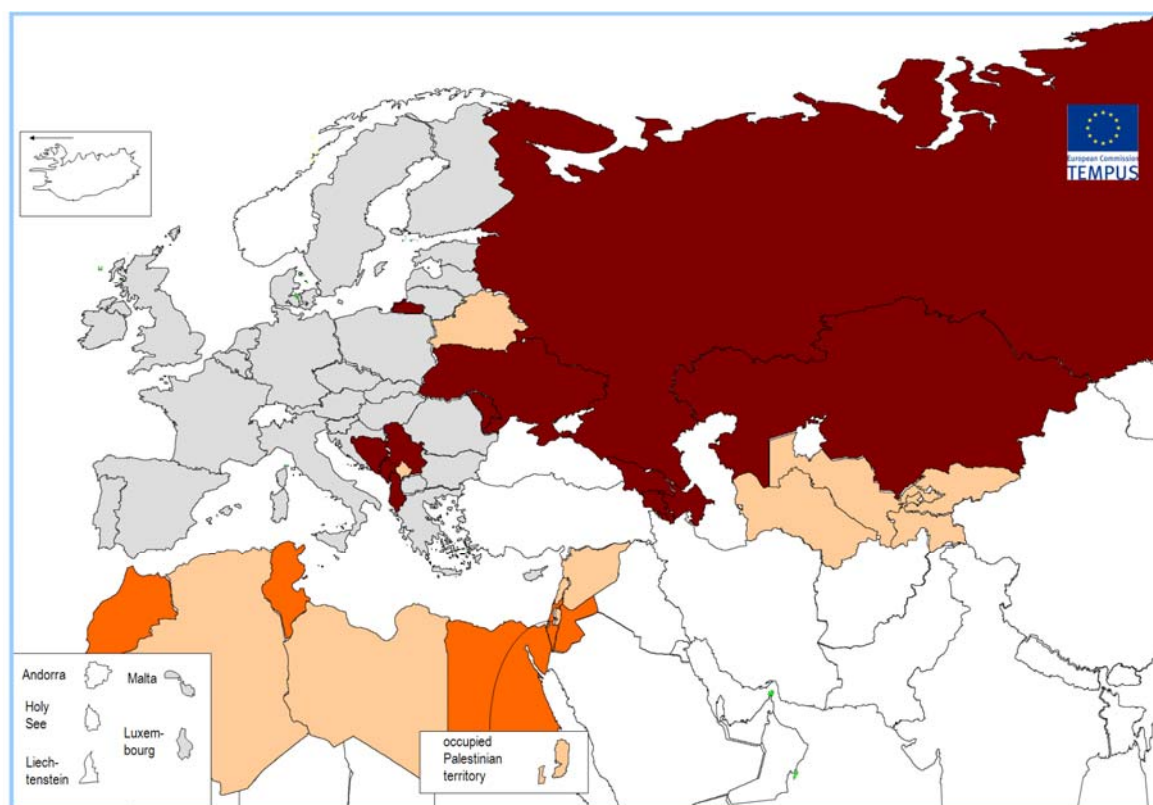 European Commission
TEMPUS
Andorra
Malta
Holy
See
Luxem-
bourg
Liech-
tenstein
occupied
Palestinian
territory